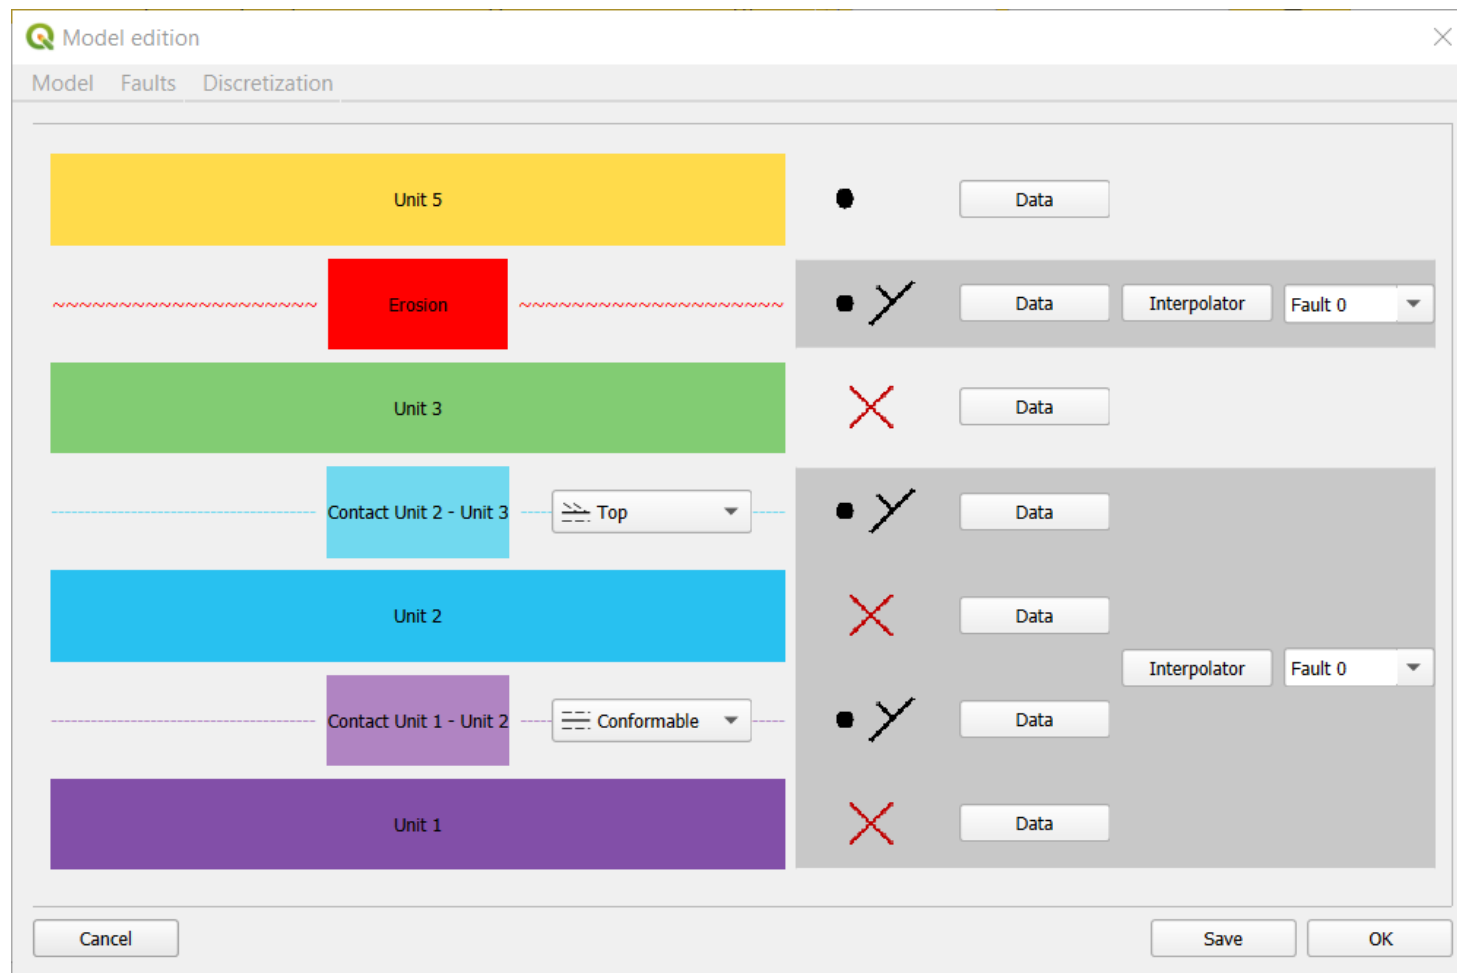 Model edition
Model Faults Discretization
Unit 5 Data
Erosion Data Interpolator Fault 0
Unit 3 Data
Contact Unit 2 - Unit 3 Top Data
Unit 2 Data
Interpolator Fault 0
Contact Unit 1 - Unit 2 Conformable Data
Unit 1 Data
Cancel Save OK